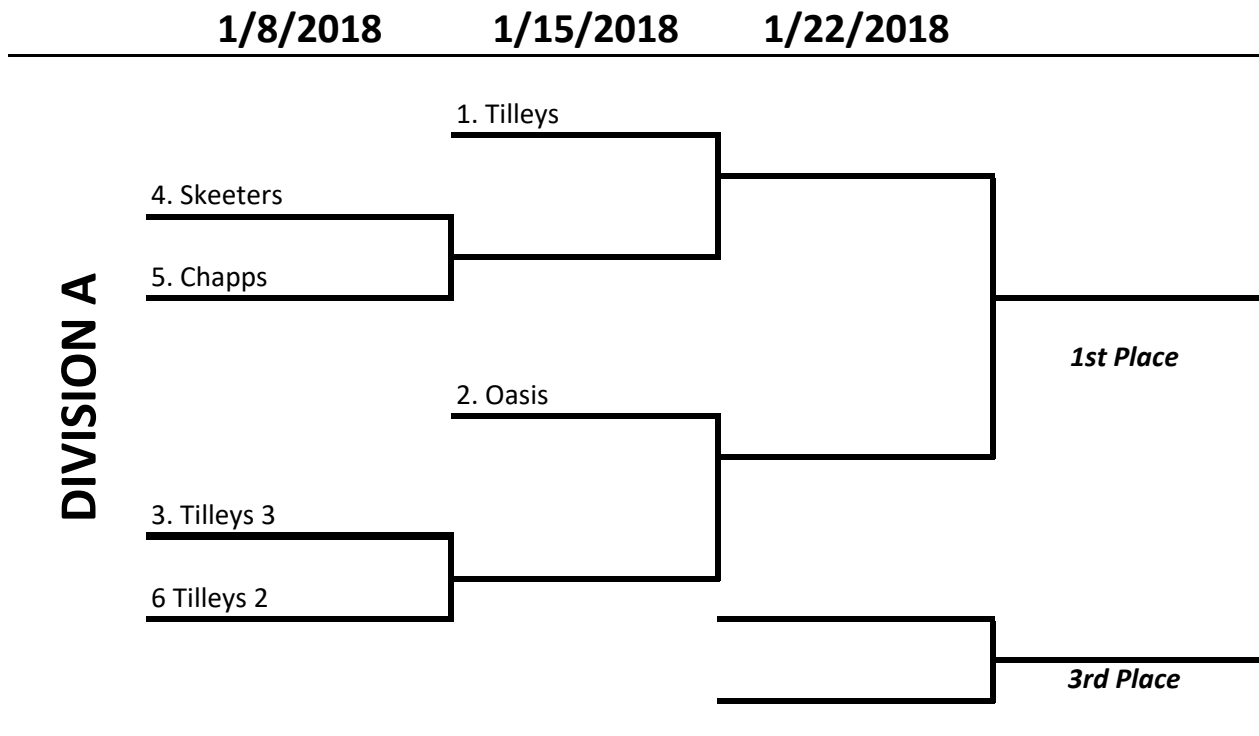 1/8/2018 1/15/2018 1/22/2018
1. Tilleys
4. Skeeters
5. Chapps
DIVISION A
1st Place
2. Oasis
3. Tilleys 3
6 Tilleys 2
3rd Place